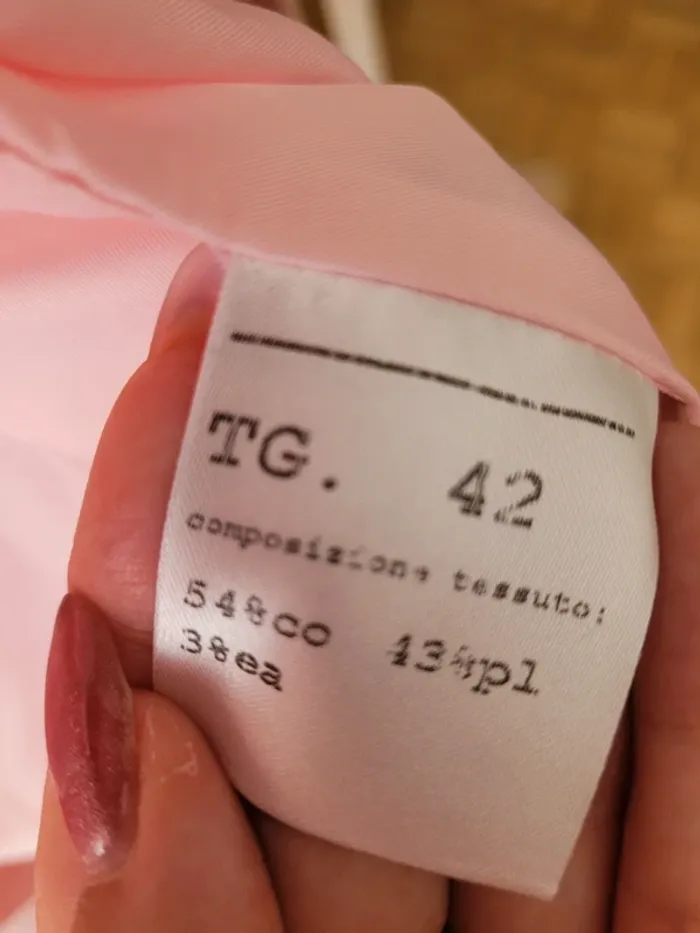 TG. 42
composizione tessuto:
54%co 43%pl
3%ea